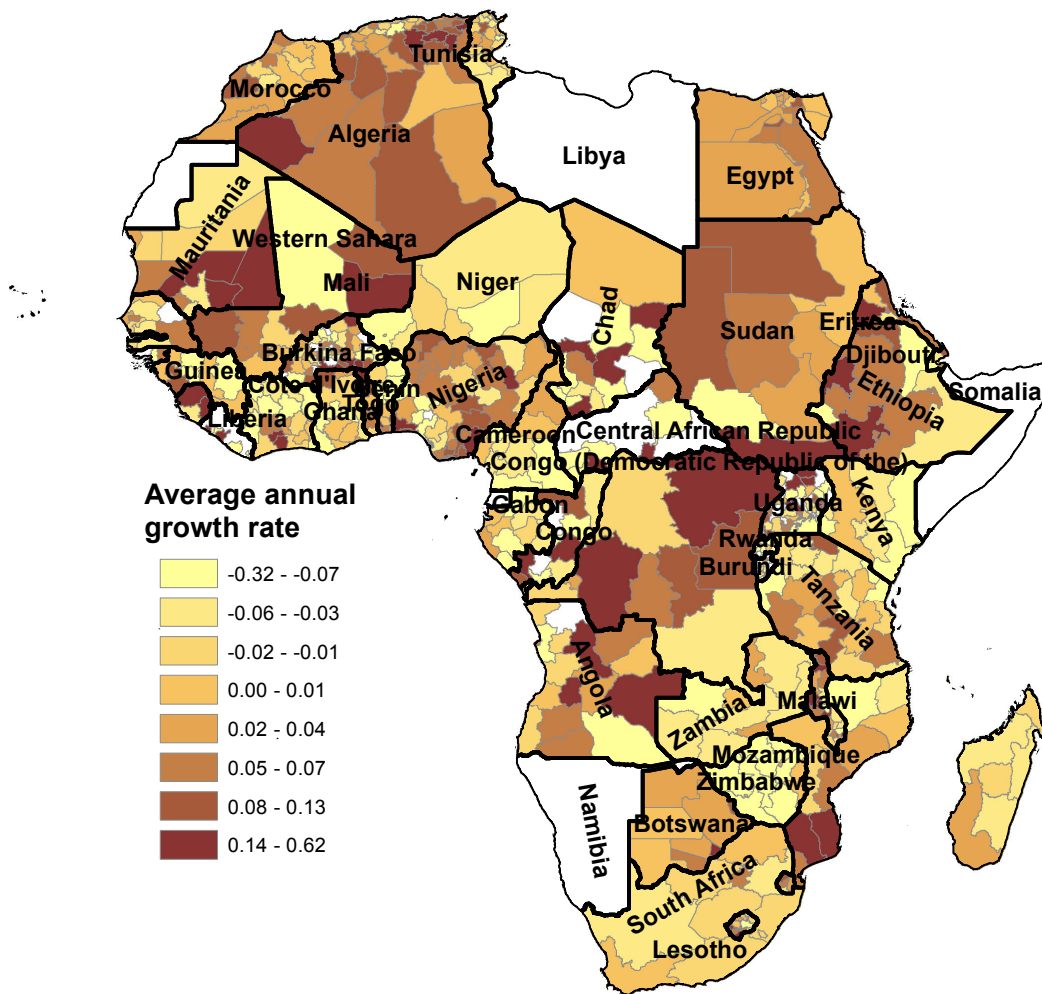 Tunisia
Morocco
Algeria
Libya
Egypt
Mauritania
Western Sahara
Mali
Niger
Chad
Sudan
Eritrea
Djibouti
Burkina Faso
Guinea
Cote d'Ivoire
Benin
Togo
Ghana
Liberia
Nigeria
Ethiopia
Somalia
Cameroon
Central African Republic
Congo (Democratic Republic of the)
Average annual
growth rate
-0.32 - -0.07
-0.06 - -0.03
-0.02 - -0.01
0.00 - 0.01
0.02 - 0.04
0.05 - 0.07
0.08 - 0.13
0.14 - 0.62
Gabon
Congo
Uganda
Kenya
Rwanda
Burundi
Tanzania
Angola
Malawi
Zambia
Mozambique
Zimbabwe
Namibia
Botswana
South Africa
Lesotho